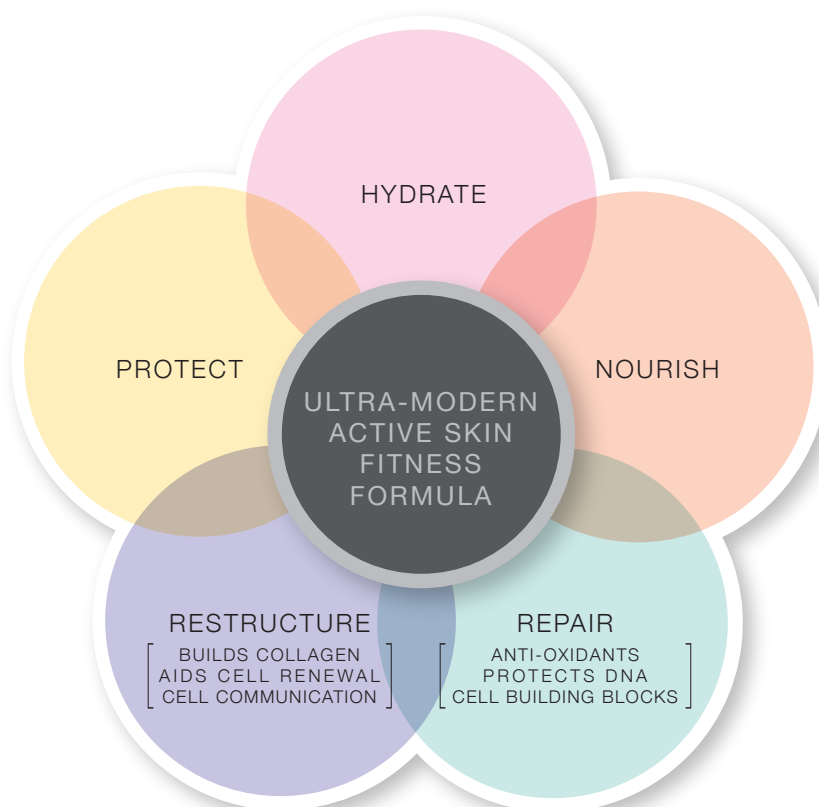 HYDRATE
PROTECT
NOURISH
ULTRA-MODERN
ACTIVE SKIN
FITNESS
FORMULA
RESTRUCTURE
BUILDS COLLAGEN
AIDS CELL RENEWAL
CELL COMMUNICATION
REPAIR
ANTI-OXIDANTS
PROTECTS DNA
CELL BUILDING BLOCKS